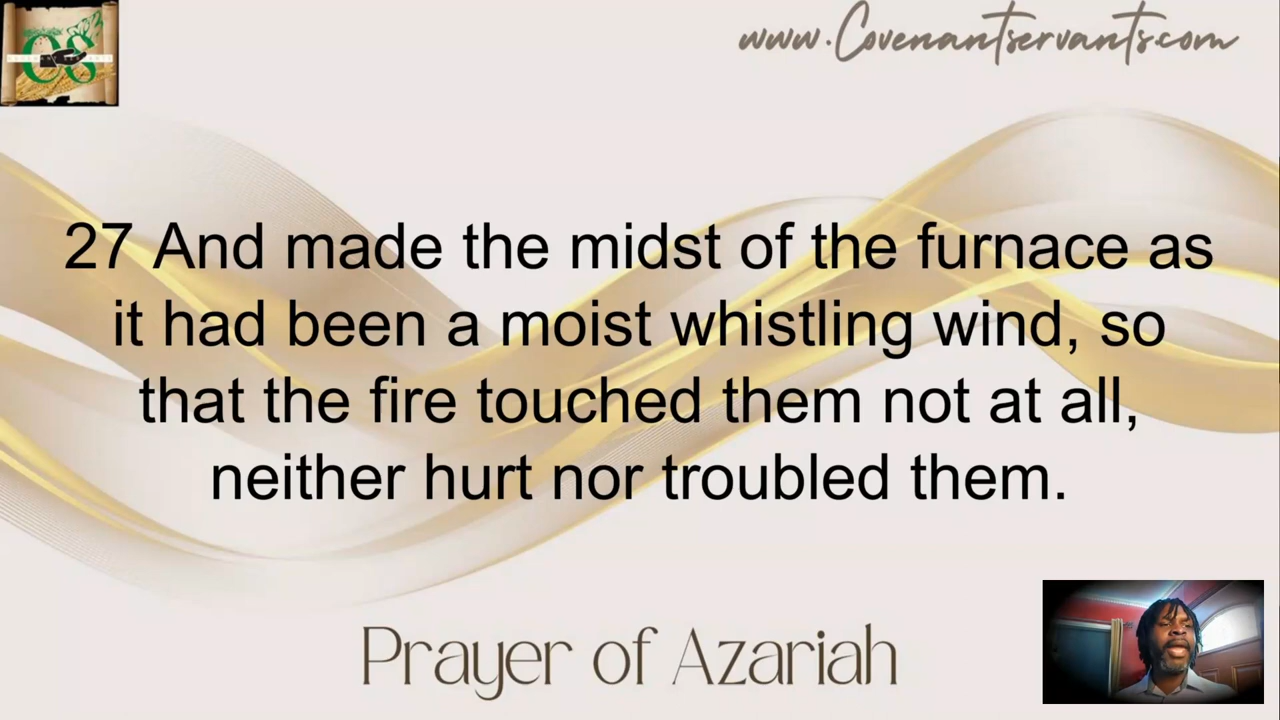 www.Covenantservants.com
CS
27 And made the midst of the furnace as
it had been a moist whistling wind, so
that the fire touched them not at all,
neither hurt nor troubled them.
Prayer of Azariah